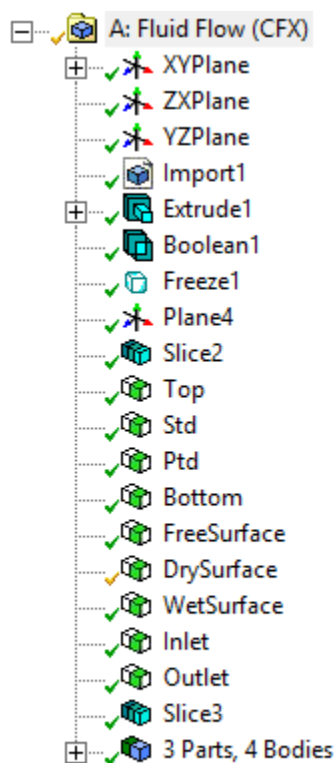 A: Fluid Flow (CFX)
XYPlane
ZXPlane
YZPlane
Import1
Extrude1
Boolean1
Freeze1
Plane4
Slice2
Top
Std
Ptd
Bottom
FreeSurface
DrySurface
WetSurface
Inlet
Outlet
Slice3
3 Parts, 4 Bodies